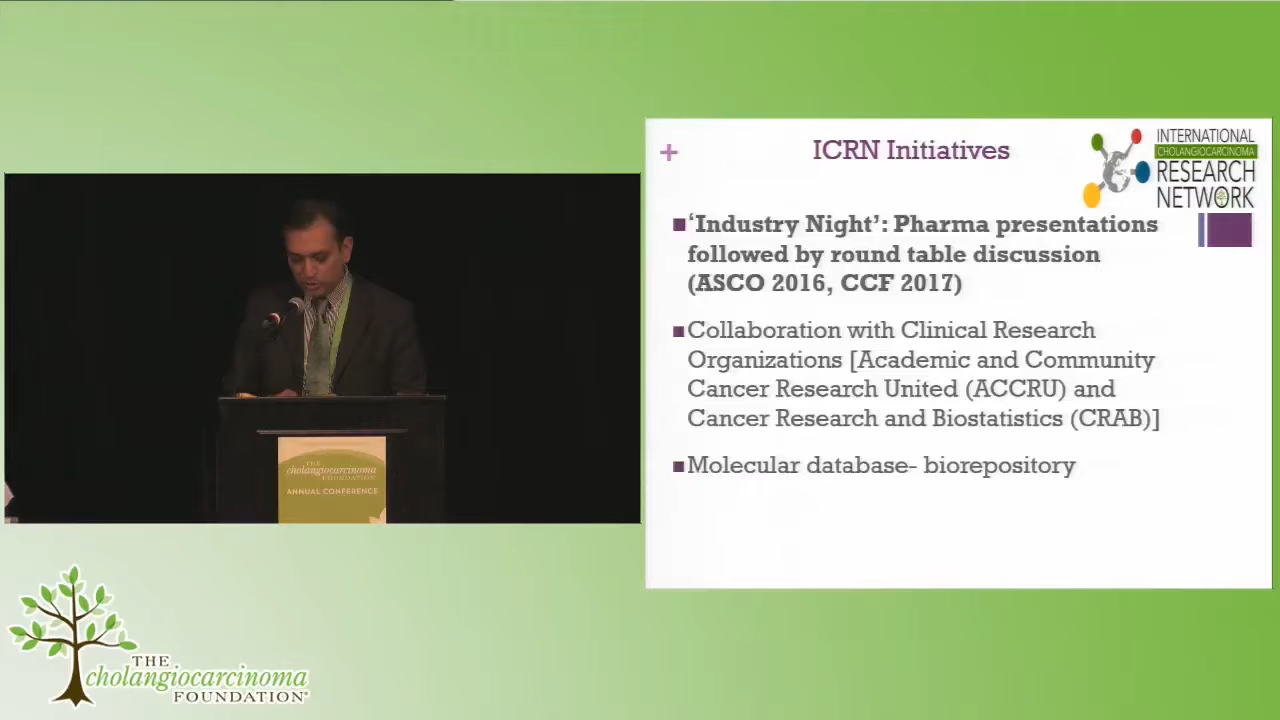 + ICRN Initiatives
INTERNATIONAL
CHOLANGIOCARCINOMA
RESEARCH
NETWORK
■‘Industry Night’: Pharma presentations
followed by round table discussion
(ASCO 2016, CCF 2017)
■Collaboration with Clinical Research
Organizations [Academic and Community
Cancer Research United (ACCRU) and
Cancer Research and Biostatistics (CRAB)]
■Molecular database- biorepository
THE
cholangiocarcinoma
FOUNDATION
ANNUAL CONFERENCE
THE
cholangiocarcinoma
FOUNDATION®